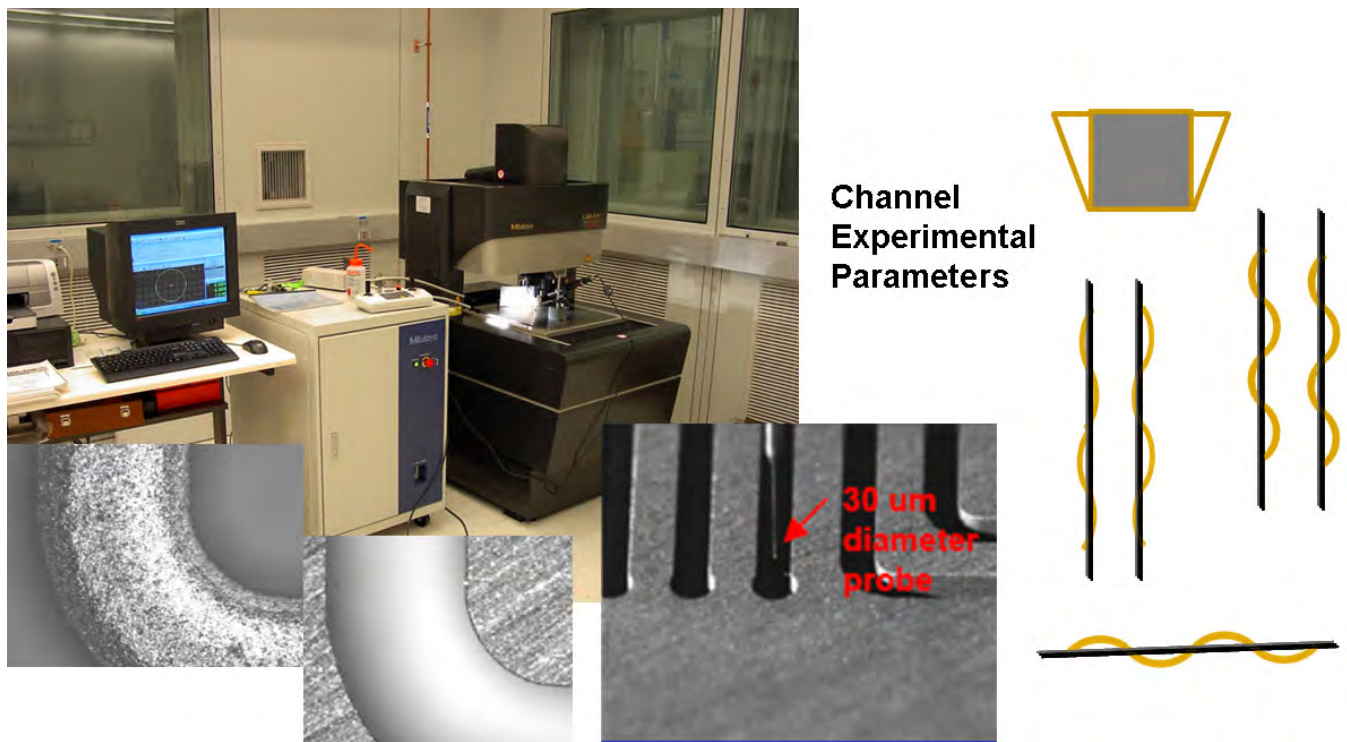 Channel
Experimental
Parameters
Mitutoyo
Mitutoyo
30 um
diameter
probe